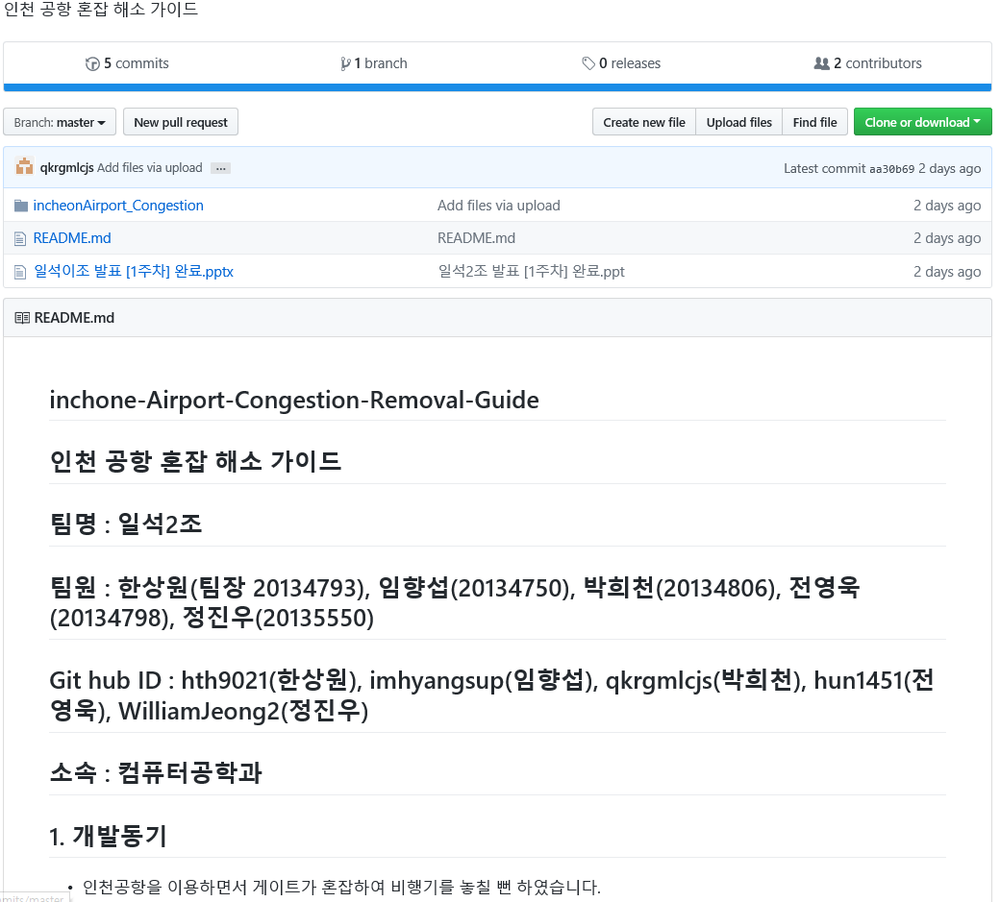 인천 공항 혼잡 해소 가이드
5 commits 1 branch 0 releases 2 contributors
Branch: master New pull request Create new file Upload files Find file Clone or download
qkrgmlcjs Add files via upload ... Latest commit aa30b69 2 days ago
incheonAirport_Congestion Add files via upload 2 days ago
README.md README.md 2 days ago
일석이조 발표 [1주차] 완료.pptx 일석2조 발표 [1주차] 완료.ppt 2 days ago
README.md
inchone-Airport-Congestion-Removal-Guide
인천 공항 혼잡 해소 가이드
팀명 : 일석2조
팀원 : 한상원(팀장 20134793), 임향섭(20134750), 박희천(20134806), 전영욱
(20134798), 정진우(20135550)
Git hub ID : hth9021(한상원), imhyangsup(임향섭), qkrgmlcjs(박희천), hun1451(전
영욱), WilliamJeong2(정진우)
소속 : 컴퓨터공학과
1. 개발동기
• 인천공항을 이용하면서 게이트가 혼잡하여 비행기를 놓칠 뻔 하였습니다.
mits/master